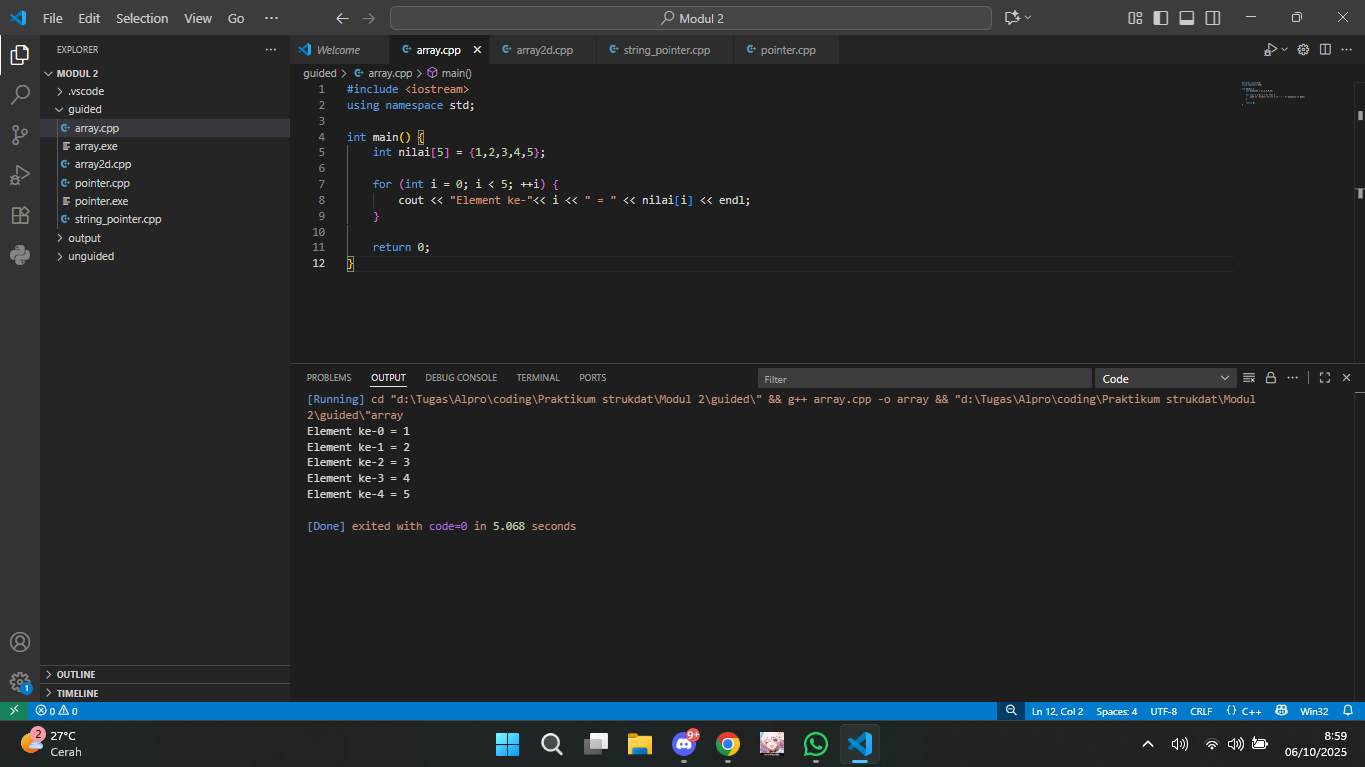 File Edit Selection View Go ···
Modul 2
EXPLORER
MODUL 2
.vscode
guided
array.cpp
array.exe
array2d.cpp
pointer.cpp
pointer.exe
string_pointer.cpp
output
unguided
OUTLINE
TIMELINE
Welcome array.cpp array2d.cpp string_pointer.cpp pointer.cpp
guided > array.cpp > main()
1 #include <iostream>
2 using namespace std;
3
4 int main() {
5 int nilai[5] = {1,2,3,4,5};
6
7 for (int i = 0; i < 5; ++i) {
8 cout << "Element ke-"<< i << " = " << nilai[i] << endl;
9 }
10
11 return 0;
12 }
PROBLEMS OUTPUT DEBUG CONSOLE TERMINAL PORTS Filter Code
[Running] cd "d:\Tugas\Alpro\coding\Praktikum strukdat\Modul 2\guided\" && g++ array.cpp -o array && "d:\Tugas\Alpro\coding\Praktikum strukdat\Modul
2\guided\"array
Element ke-0 = 1
Element ke-1 = 2
Element ke-2 = 3
Element ke-3 = 4
Element ke-4 = 5
[Done] exited with code=0 in 5.068 seconds
1
0 0 Ln 12, Col 2 Spaces: 4 UTF-8 CRLF {} C++ Win32
2 27°C
Cerah
9+
8:59
06/10/2025